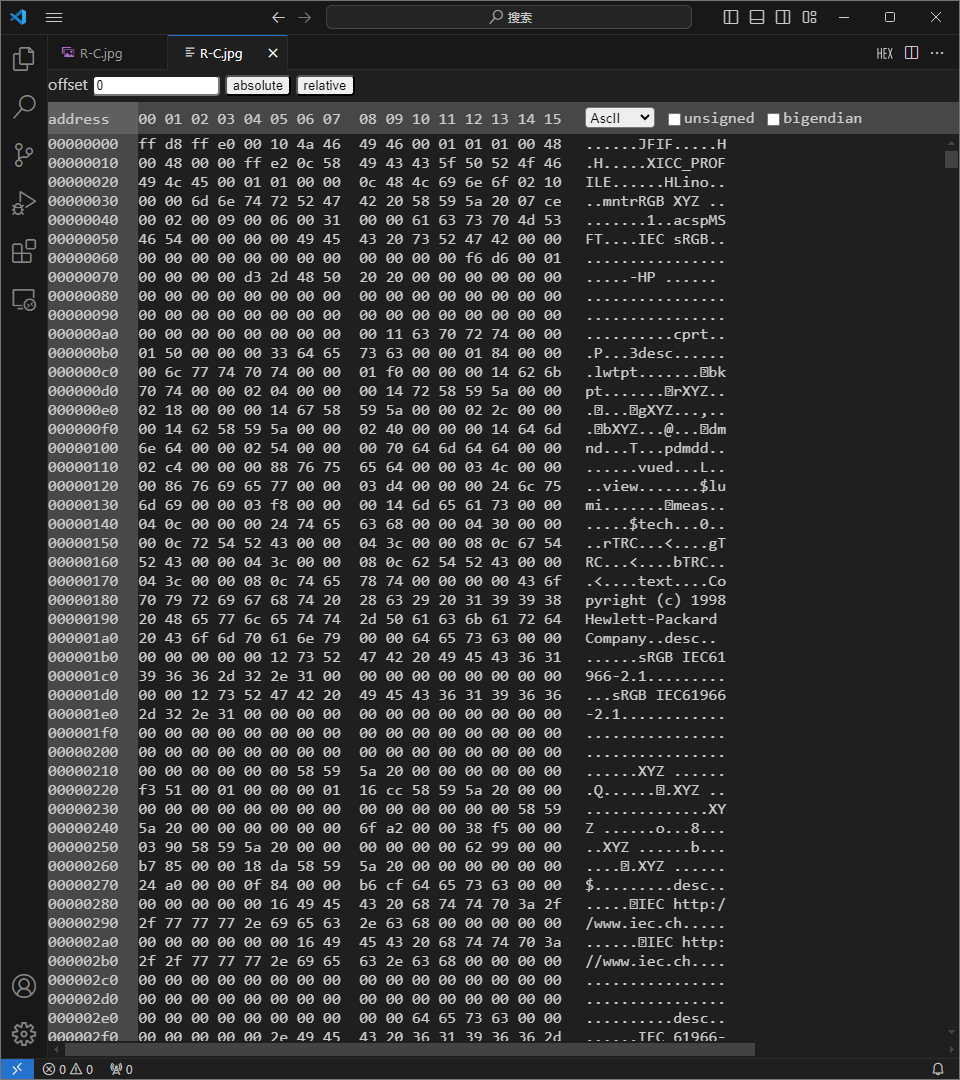 搜索
R-C.jpg
R-C.jpg
HEX
offset 0 absolute relative
address 00 01 02 03 04 05 06 07 08 09 10 11 12 13 14 15 AscII unsigned bigendian
00000000 ff d8 ff e0 00 10 4a 46 49 46 00 01 01 01 00 48 ......JFIF.....H
00000010 00 48 00 00 ff e2 0c 58 49 43 43 5f 50 52 4f 46 .H.....XICC_PROF
00000020 49 4c 45 00 01 01 00 00 0c 48 4c 69 6e 6f 02 10 ILE......HLino..
00000030 00 00 6d 6e 74 72 52 47 42 20 58 59 5a 20 07 ce ..mntrRGB XYZ ..
00000040 00 02 00 09 00 06 00 31 00 00 61 63 73 70 4d 53 .......1..acspMS
00000050 46 54 00 00 00 00 49 45 43 20 73 52 47 42 00 00 FT....IEC sRGB..
00000060 00 00 00 00 00 00 00 00 00 00 00 00 f6 d6 00 01 ................
00000070 00 00 00 00 d3 2d 48 50 20 20 00 00 00 00 00 00 .....-HP  ......
00000080 00 00 00 00 00 00 00 00 00 00 00 00 00 00 00 00 ................
00000090 00 00 00 00 00 00 00 00 00 00 00 00 00 00 00 00 ................
000000a0 00 00 00 00 00 00 00 00 00 11 63 70 72 74 00 00 ..........cprt..
000000b0 01 50 00 00 00 33 64 65 73 63 00 00 01 84 00 00 .P...3desc......
000000c0 00 6c 77 74 70 74 00 00 01 f0 00 00 00 14 62 6b .lwtpt.......bk
000000d0 70 74 00 00 02 04 00 00 00 14 72 58 59 5a 00 00 pt.......rXYZ..
000000e0 02 18 00 00 00 14 67 58 59 5a 00 00 02 2c 00 00 ....gXYZ...,..
000000f0 00 14 62 58 59 5a 00 00 02 40 00 00 00 14 64 6d .bXYZ...@...dm
00000100 6e 64 00 00 02 54 00 00 00 70 64 6d 64 64 00 00 nd...T...pdmdd..
00000110 02 c4 00 00 00 88 76 75 65 64 00 00 03 4c 00 00 ......vued...L..
00000120 00 86 76 69 65 77 00 00 03 d4 00 00 00 24 6c 75 ..view.......$lu
00000130 6d 69 00 00 03 f8 00 00 00 14 6d 65 61 73 00 00 mi.......meas..
00000140 04 0c 00 00 00 24 74 65 63 68 00 00 04 30 00 00 .....$tech...0..
00000150 00 0c 72 54 52 43 00 00 04 3c 00 00 08 0c 67 54 ..rTRC...<....gT
00000160 52 43 00 00 04 3c 00 00 08 0c 62 54 52 43 00 00 RC...<....bTRC..
00000170 04 3c 00 00 08 0c 74 65 78 74 00 00 00 00 43 6f .<....text....Co
00000180 70 79 72 69 67 68 74 20 28 63 29 20 31 39 39 38 pyright (c) 1998
00000190 20 48 65 77 6c 65 74 74 2d 50 61 63 6b 61 72 64 Hewlett-Packard
000001a0 20 43 6f 6d 70 61 6e 79 00 00 64 65 73 63 00 00 Company..desc..
000001b0 00 00 00 00 00 12 73 52 47 42 20 49 45 43 36 31 ......sRGB IEC61
000001c0 39 36 36 2d 32 2e 31 00 00 00 00 00 00 00 00 00 966-2.1.........
000001d0 00 00 12 73 52 47 42 20 49 45 43 36 31 39 36 36 ...sRGB IEC61966
000001e0 2d 32 2e 31 00 00 00 00 00 00 00 00 00 00 00 00 -2.1............
000001f0 00 00 00 00 00 00 00 00 00 00 00 00 00 00 00 00 ................
00000200 00 00 00 00 00 00 00 00 00 00 00 00 00 00 00 00 ................
00000210 00 00 00 00 00 00 58 59 5a 20 00 00 00 00 00 00 ......XYZ ......
00000220 f3 51 00 01 00 00 00 01 16 cc 58 59 5a 20 00 00 .Q.......XYZ ..
00000230 00 00 00 00 00 00 00 00 00 00 00 00 00 00 58 59 ..............XY
00000240 5a 20 00 00 00 00 00 00 6f a2 00 00 38 f5 00 00 Z ......o...8...
00000250 03 90 58 59 5a 20 00 00 00 00 00 00 62 99 00 00 ..XYZ ......b...
00000260 b7 85 00 00 18 da 58 59 5a 20 00 00 00 00 00 00 .....XYZ ......
00000270 24 a0 00 00 0f 84 00 00 b6 cf 64 65 73 63 00 00 $.........desc..
00000280 00 00 00 00 00 16 49 45 43 20 68 74 74 70 3a 2f .....IEC http:/
00000290 2f 77 77 77 2e 69 65 63 2e 63 68 00 00 00 00 00 /www.iec.ch.....
000002a0 00 00 00 00 00 00 16 49 45 43 20 68 74 74 70 3a ......IEC http:
000002b0 2f 2f 77 77 77 2e 69 65 63 2e 63 68 00 00 00 00 //www.iec.ch....
000002c0 00 00 00 00 00 00 00 00 00 00 00 00 00 00 00 00 ................
000002d0 00 00 00 00 00 00 00 00 00 00 00 00 00 00 00 00 ................
000002e0 00 00 00 00 00 00 00 00 00 00 64 65 73 63 00 00 ..........desc..
000002f0 00 00 00 00 00 2e 49 45 43 20 36 31 39 36 36 2d ......IEC 61966-
0 0 0